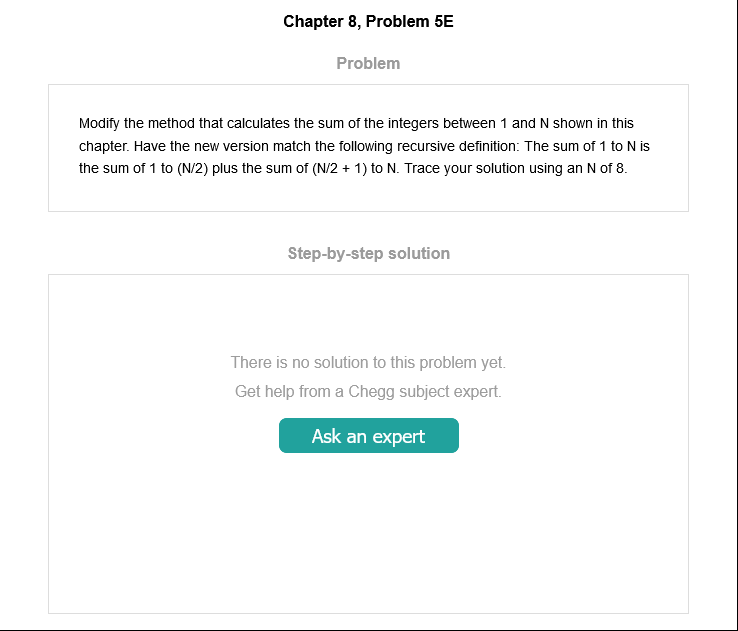 Chapter 8, Problem 5E
Problem
Modify the method that calculates the sum of the integers between 1 and N shown in this
chapter. Have the new version match the following recursive definition: The sum of 1 to N is
the sum of 1 to (N/2) plus the sum of (N/2 + 1) to N. Trace your solution using an N of 8.
Step-by-step solution
There is no solution to this problem yet.
Get help from a Chegg subject expert.
Ask an expert